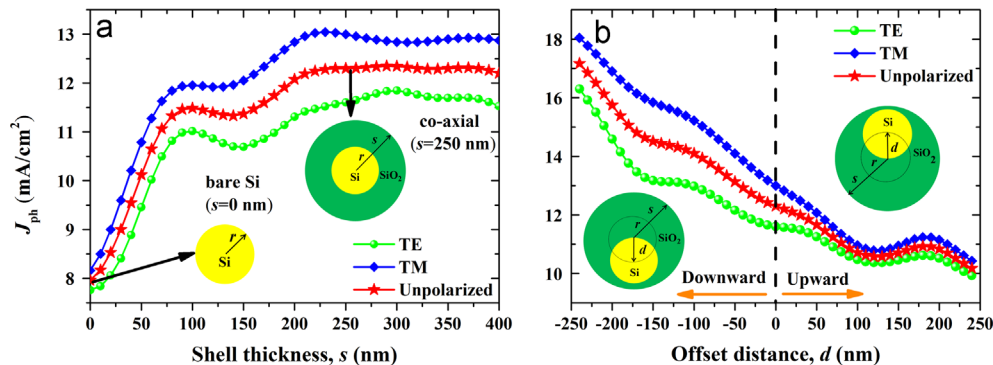 a
13
12
11
10
9
8
J_ph (mA/cm²)
0 50 100 150 200 250 300 350 400
Shell thickness, s (nm)
bare Si
(s=0 nm)
r
Si
s
r
Si
SiO₂
co-axial
(s=250 nm)
TE
TM
Unpolarized
b
18
16
14
12
10
-250 -200 -150 -100 -50 0 50 100 150 200 250
Offset distance, d (nm)
TE
TM
Unpolarized
s
r
SiO₂
d
Si
Si
d
SiO₂
r
s
Downward
Upward